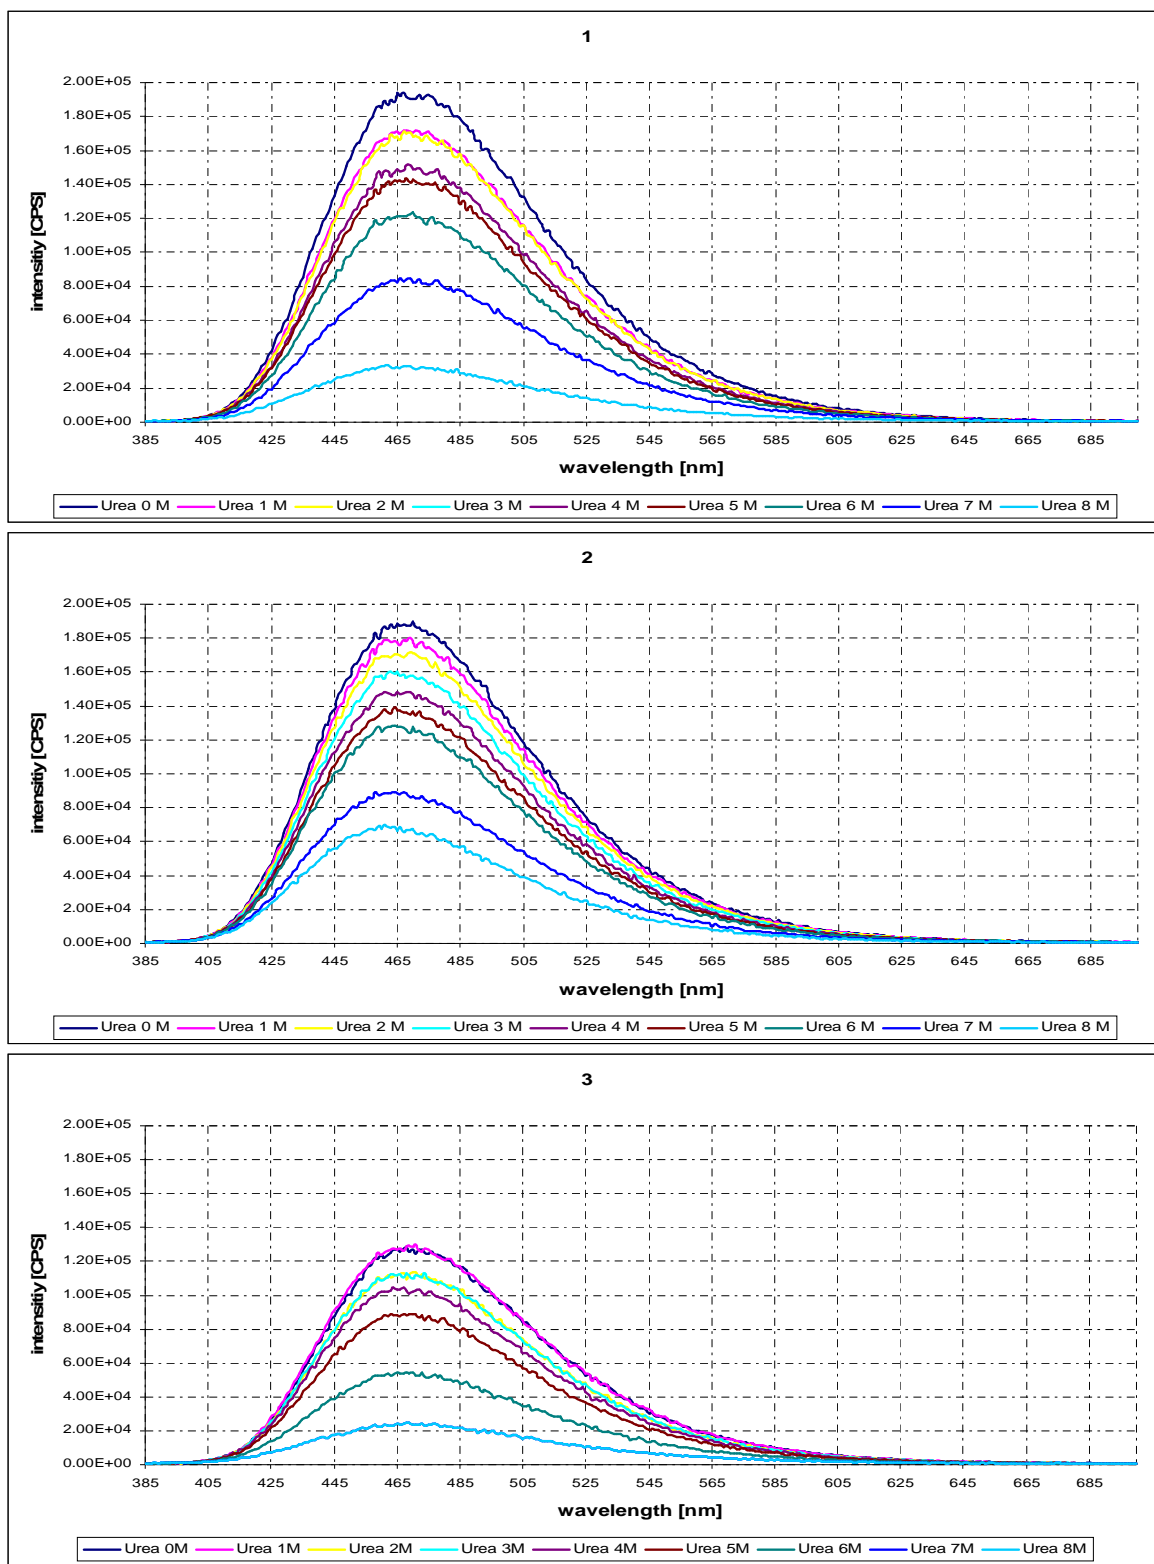 1
2.00E+05
1.80E+05
1.60E+05
1.40E+05
1.20E+05
1.00E+05
8.00E+04
6.00E+04
4.00E+04
2.00E+04
0.00E+00
intensitiy [CPS]
385 405 425 445 465 485 505 525 545 565 585 605 625 645 665 685
wavelength [nm]
Urea 0 M Urea 1 M Urea 2 M Urea 3 M Urea 4 M Urea 5 M Urea 6 M Urea 7 M Urea 8 M
2
2.00E+05
1.80E+05
1.60E+05
1.40E+05
1.20E+05
1.00E+05
8.00E+04
6.00E+04
4.00E+04
2.00E+04
0.00E+00
intensitiy [CPS]
385 405 425 445 465 485 505 525 545 565 585 605 625 645 665 685
wavelength [nm]
Urea 0 M Urea 1 M Urea 2 M Urea 3 M Urea 4 M Urea 5 M Urea 6 M Urea 7 M Urea 8 M
3
2.00E+05
1.80E+05
1.60E+05
1.40E+05
1.20E+05
1.00E+05
8.00E+04
6.00E+04
4.00E+04
2.00E+04
0.00E+00
intensitiy [CPS]
385 405 425 445 465 485 505 525 545 565 585 605 625 645 665 685
wavelength [nm]
Urea 0M Urea 1M Urea 2M Urea 3M Urea 4M Urea 5M Urea 6M Urea 7M Urea 8M